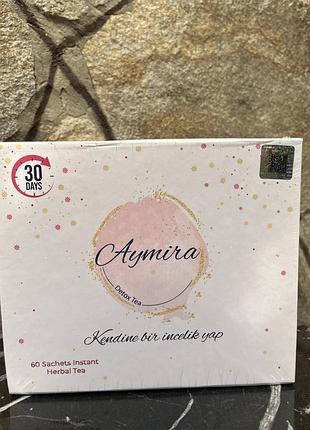 30
DAYS
Aymira
Detox Tea
Kendine bir incelik yap
60 Sachets Instant
Herbal Tea